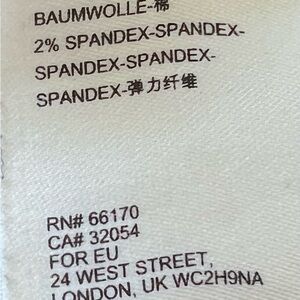 BAUMWOLLE-棉
2% SPANDEX-SPANDEX-
SPANDEX-SPANDEX-
SPANDEX-弹力纤维
RN# 66170
CA# 32054
FOR EU
24 WEST STREET,
LONDON, UK WC2H9NA